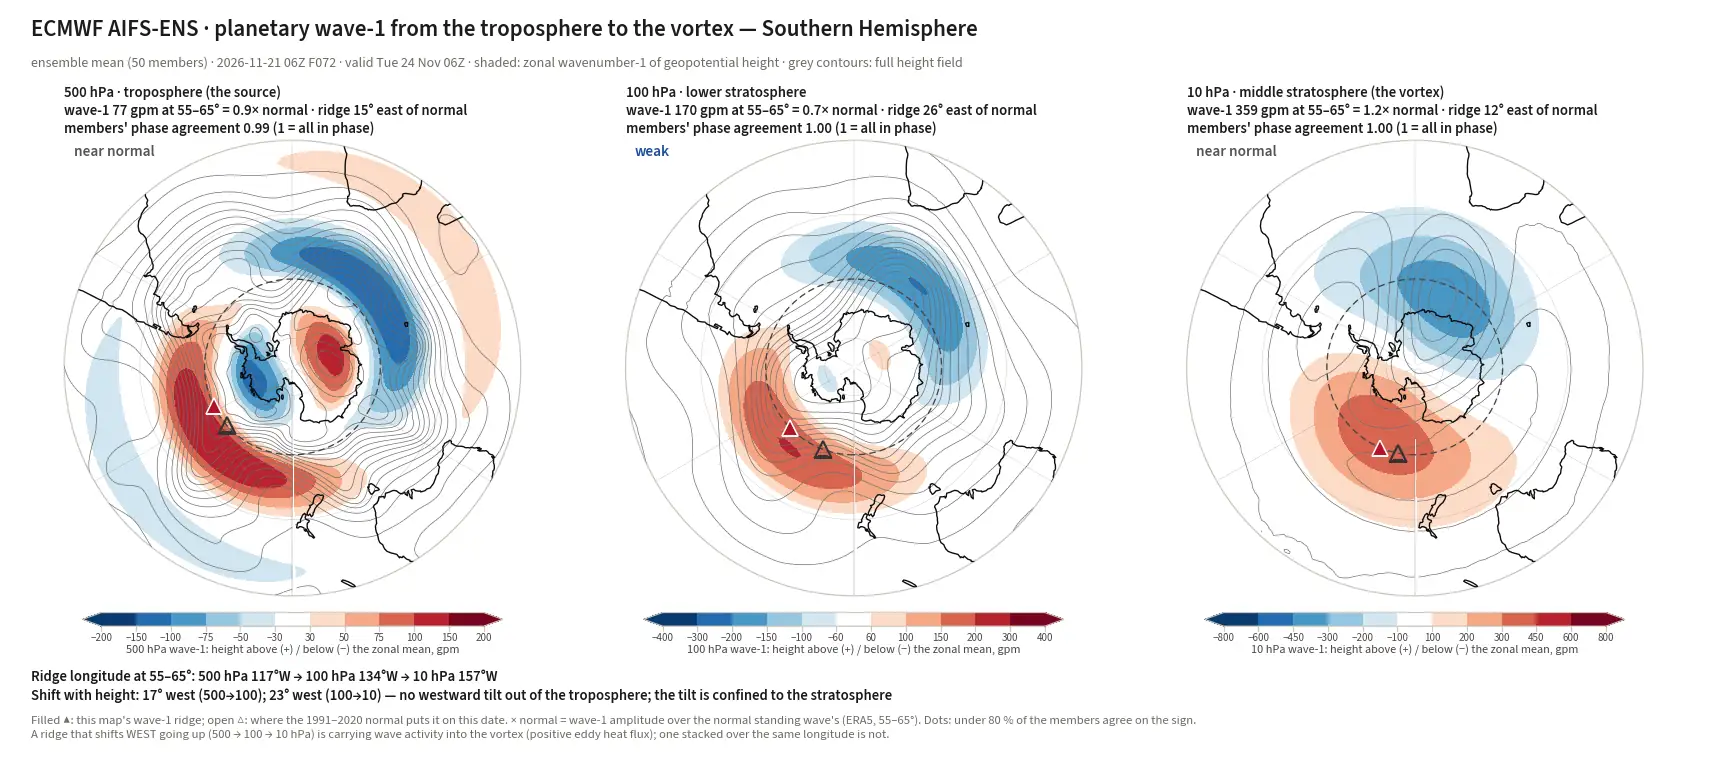 ECMWF AIFS-ENS · planetary wave-1 from the troposphere to the vortex — Southern Hemisphere
ensemble mean (50 members) · 2026-11-21 06Z F072 · valid Tue 24 Nov 06Z · shaded: zonal wavenumber-1 of geopotential height · grey contours: full height field
500 hPa · troposphere (the source)
wave-1 77 gpm at 55–65° = 0.9× normal · ridge 15° east of normal
members' phase agreement 0.99 (1 = all in phase)
near normal
100 hPa · lower stratosphere
wave-1 170 gpm at 55–65° = 0.7× normal · ridge 26° east of normal
members' phase agreement 1.00 (1 = all in phase)
weak
10 hPa · middle stratosphere (the vortex)
wave-1 359 gpm at 55–65° = 1.2× normal · ridge 12° east of normal
members' phase agreement 1.00 (1 = all in phase)
near normal
−200 −150 −100 −75 −50 −30 30 50 75 100 150 200
500 hPa wave-1: height above (+) / below (−) the zonal mean, gpm
−400 −300 −200 −150 −100 −60 60 100 150 200 300 400
100 hPa wave-1: height above (+) / below (−) the zonal mean, gpm
−800 −600 −450 −300 −200 −100 100 200 300 450 600 800
10 hPa wave-1: height above (+) / below (−) the zonal mean, gpm
Ridge longitude at 55–65°: 500 hPa 117°W → 100 hPa 134°W → 10 hPa 157°W
Shift with height: 17° west (500→100); 23° west (100→10) — no westward tilt out of the troposphere; the tilt is confined to the stratosphere
Filled ▲: this map's wave-1 ridge; open △: where the 1991–2020 normal puts it on this date. × normal = wave-1 amplitude over the normal standing wave's (ERA5, 55–65°). Dots: under 80 % of the members agree on the sign.
A ridge that shifts WEST going up (500 → 100 → 10 hPa) is carrying wave activity into the vortex (positive eddy heat flux); one stacked over the same longitude is not.